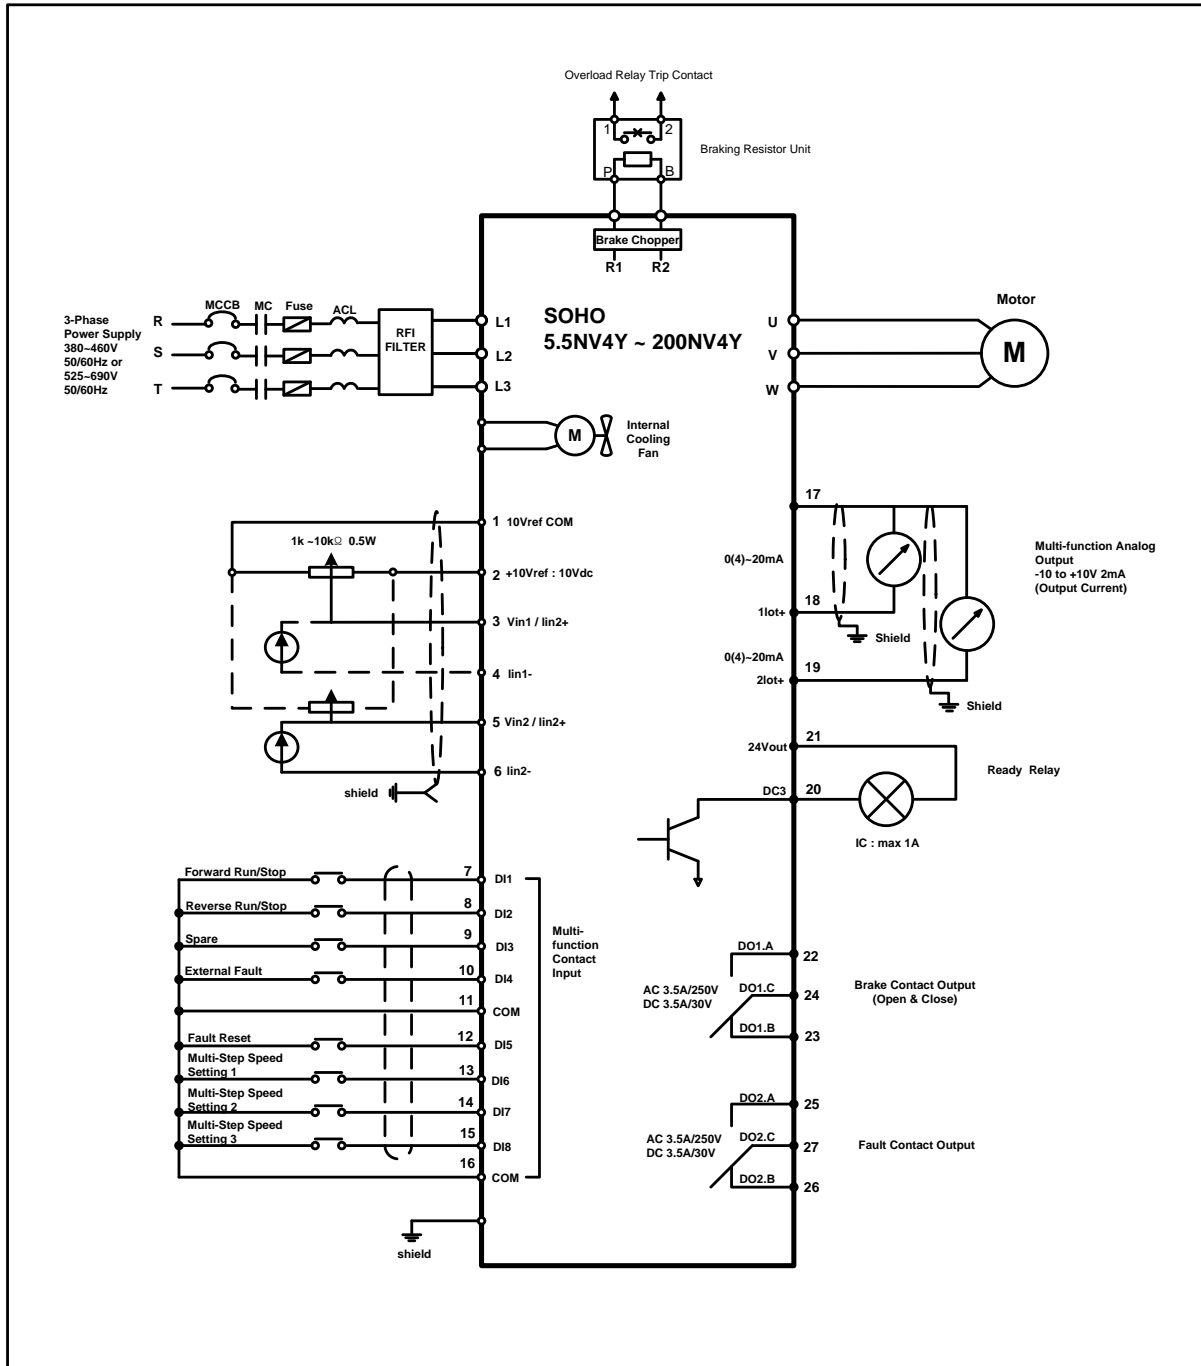 Overload Relay Trip Contact
1 2
Braking Resistor Unit
P B
Brake Chopper
R1 R2
SOHO
5.5NV4Y ~ 200NV4Y
3-Phase
Power Supply
380~460V
50/60Hz or
525~690V
50/60Hz
R
S
T
MCCB MC Fuse ACL
RFI
FILTER
L1
L2
L3
U
V
W
Motor
M
M
Internal
Cooling
Fan
1 10Vref COM
1k ~10kΩ 0.5W
2 +10Vref : 10Vdc
3 Vin1 / Iin2+
4 Iin1-
5 Vin2 / Iin2+
6 Iin2-
shield
17
0(4)~20mA
18
1Iot+
Shield
0(4)~20mA
19
2Iot+
Shield
Multi-function Analog
Output
-10 to +10V 2mA
(Output Current)
21
24Vout
Ready Relay
DC3 20
IC : max 1A
Forward Run/Stop 7 DI1
Reverse Run/Stop 8 DI2
Spare 9 DI3
External Fault 10 DI4
11 COM
Fault Reset 12 DI5
Multi-Step Speed
Setting 1 13 DI6
Multi-Step Speed
Setting 2 14 DI7
Multi-Step Speed
Setting 3 15 DI8
16 COM
Multi-
function
Contact
Input
shield
DO1.A 22
AC 3.5A/250V
DC 3.5A/30V
DO1.C 24
DO1.B 23
Brake Contact Output
(Open & Close)
DO2.A 25
AC 3.5A/250V
DC 3.5A/30V
DO2.C 27
DO2.B 26
Fault Contact Output